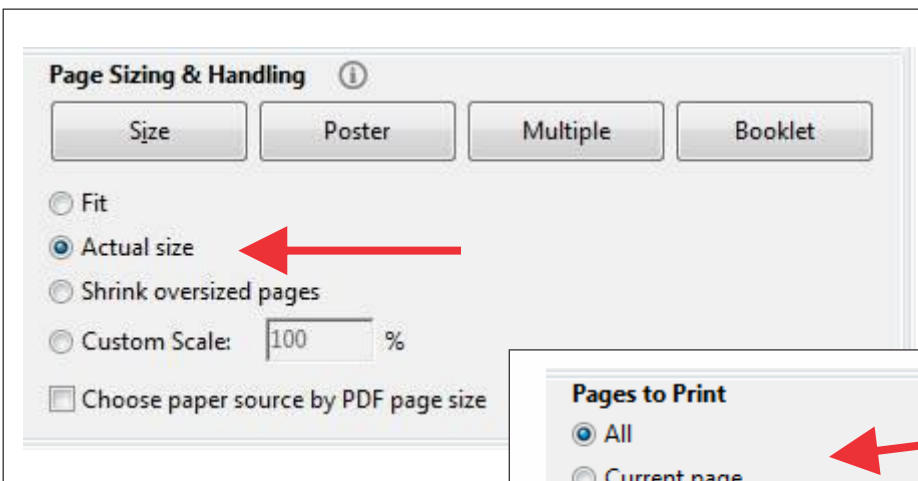 Page Sizing & Handling
Size Poster Multiple Booklet
Fit
Actual size
Shrink oversized pages
Custom Scale: 100 %
Choose paper source by PDF page size
Pages to Print
All
Current page